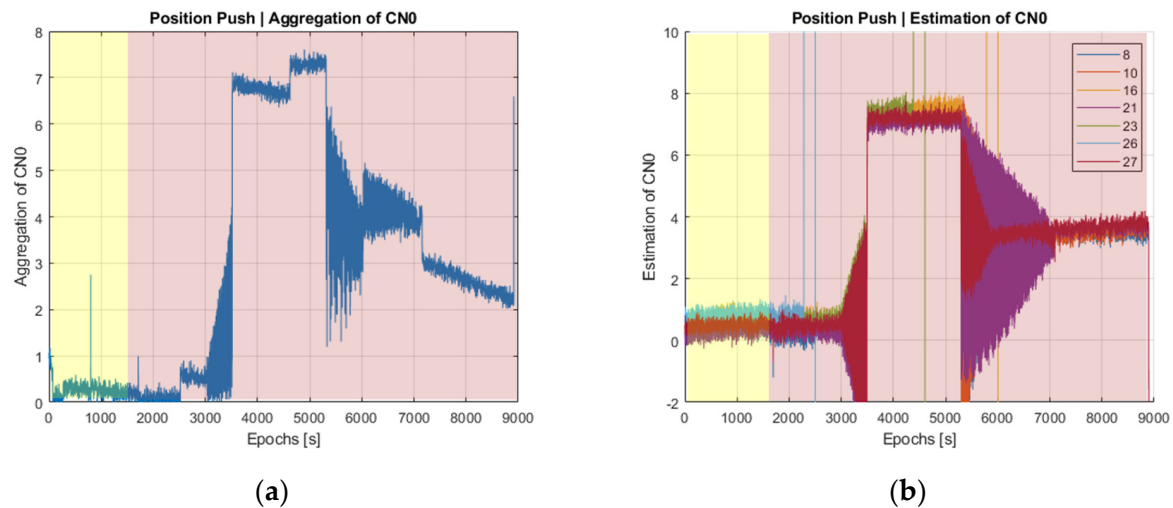 Position Push | Aggregation of CN0
Aggregation of CN0
8
7
6
5
4
3
2
1
0
0 1000 2000 3000 4000 5000 6000 7000 8000 9000
Epochs [s]
(a)
Position Push | Estimation of CN0
Estimation of CN0
10
8
6
4
2
0
-2
8
10
16
21
23
26
27
0 1000 2000 3000 4000 5000 6000 7000 8000 9000
Epochs [s]
(b)